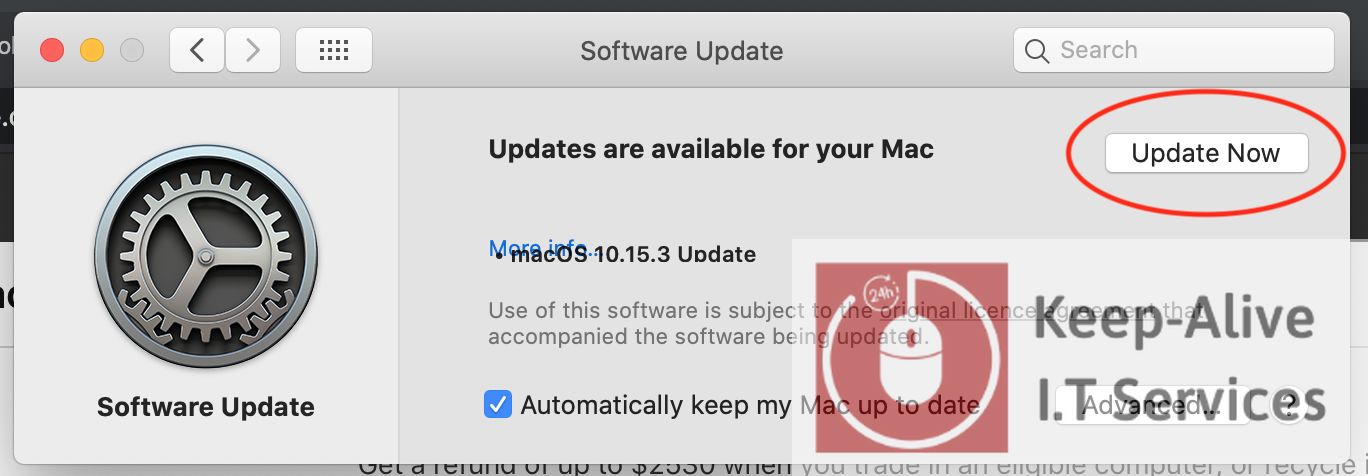 Software Update
Search
Updates are available for your Mac
Update Now
More info...
• macOS 10.15.3 Update
Use of this software is subject to the original licence agreement that
accompanied the software being updated.
Software Update
Automatically keep my Mac up to date
Advanced...
?
24h
Keep-Alive
I.T Services
Get a refund of up to $2530 when you trade in an eligible computer, or recycle